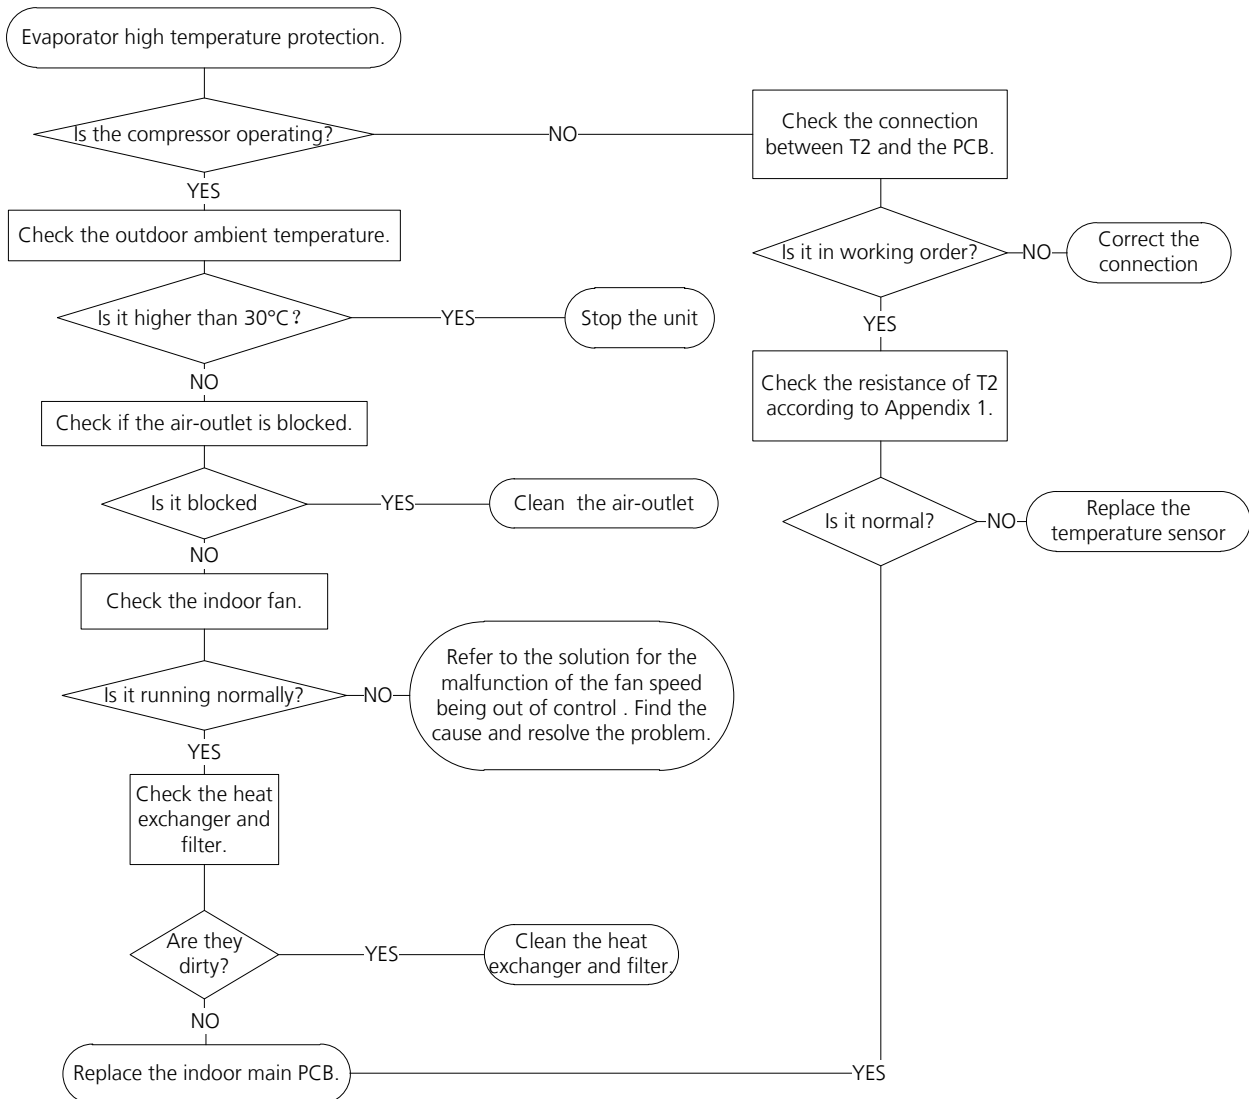 Evaporator high temperature protection.
Is the compressor operating?
NO
Check the connection
between T2 and the PCB.
YES
Check the outdoor ambient temperature.
Is it in working order?
NO
Correct the
connection
Is it higher than 30°C?
YES
Stop the unit
YES
NO
Check the resistance of T2
according to Appendix 1.
Check if the air-outlet is blocked.
Is it blocked
YES
Clean the air-outlet
Is it normal?
NO
Replace the
temperature sensor
NO
Check the indoor fan.
Is it running normally?
NO
Refer to the solution for the
malfunction of the fan speed
being out of control . Find the
cause and resolve the problem.
YES
Check the heat
exchanger and
filter.
Are they
dirty?
YES
Clean the heat
exchanger and filter.
NO
Replace the indoor main PCB.
YES